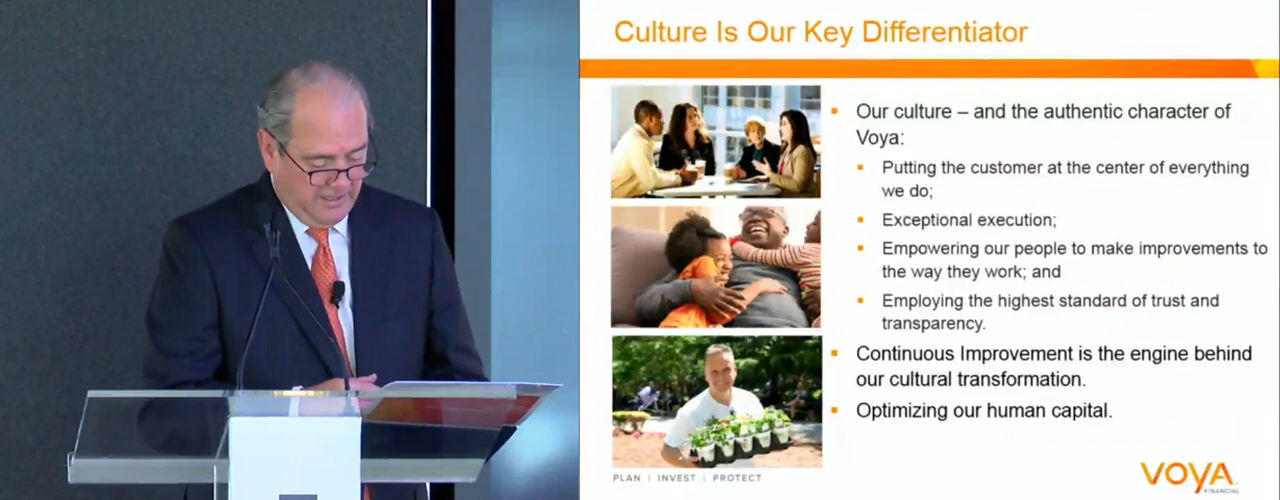 Culture Is Our Key Differentiator
Our culture – and the authentic character of
Voya:
Putting the customer at the center of everything
we do;
Exceptional execution;
Empowering our people to make improvements to
the way they work; and
Employing the highest standard of trust and
transparency.
Continuous Improvement is the engine behind
our cultural transformation.
Optimizing our human capital.
PLAN | INVEST | PROTECT
VOYA
FINANCIAL